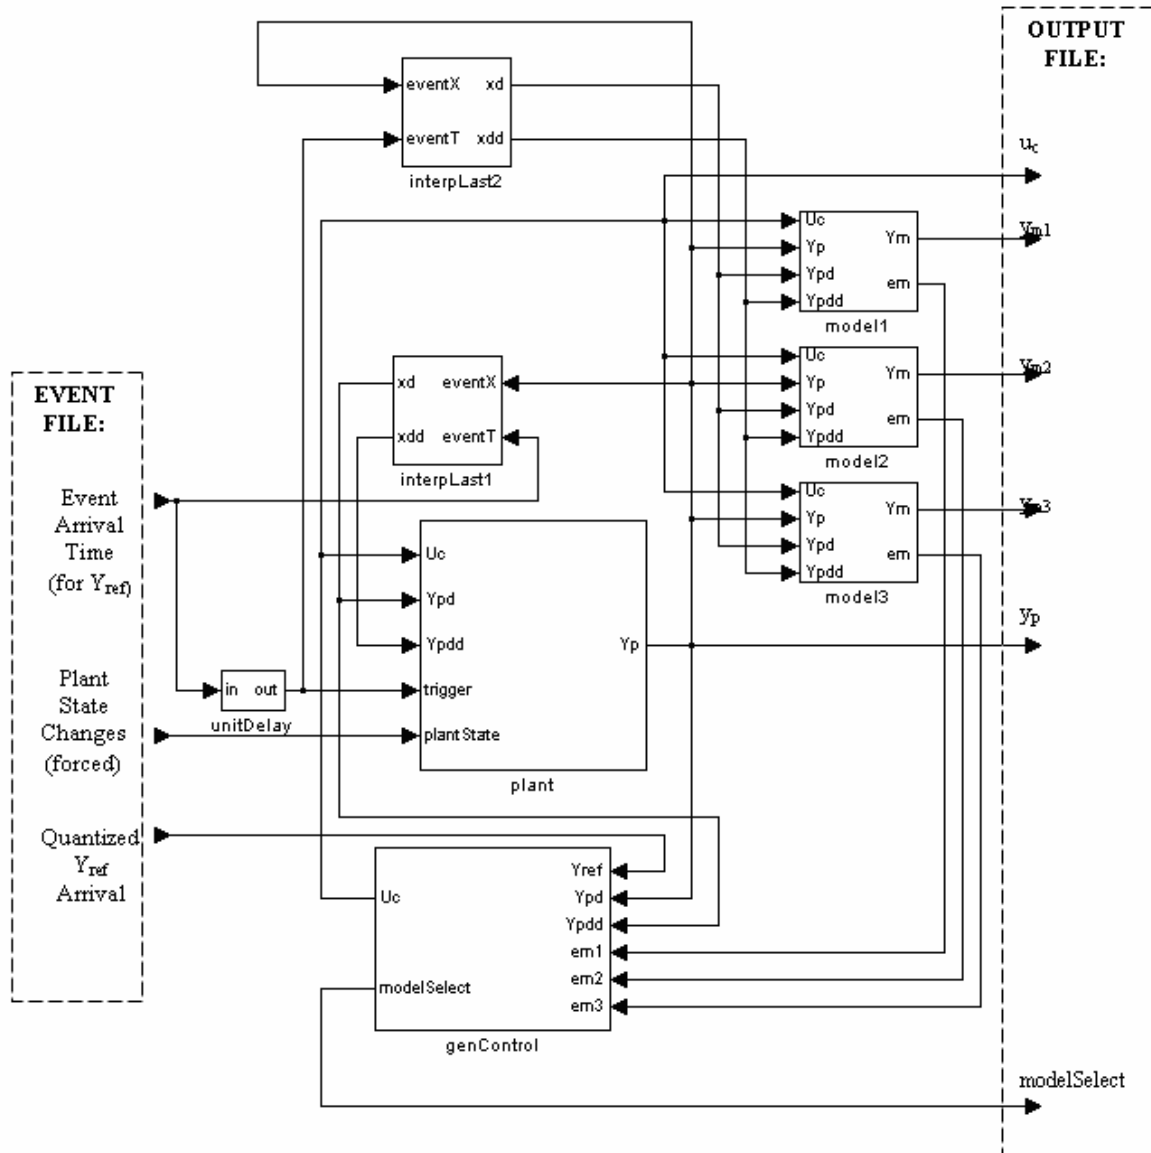 OUTPUT
FILE:
eventX xd
eventT xdd
interpLast2
uc
Uc
Yp Ym
Ypd em
Ypdd
model1
ym1
Uc
Yp Ym
Ypd em
Ypdd
model2
ym2
Uc
Yp Ym
Ypd em
Ypdd
model3
ym3
xd eventX
xdd eventT
interpLast1
EVENT
FILE:
Event
Arrival
Time
(for Yref)
Plant
State
Changes
(forced)
Quantized
Yref
Arrival
in out
unitDelay
Uc
Ypd
Ypdd Yp
trigger
plantState
plant
yp
Yref
Uc Ypd
Ypdd
em1
modelSelect em2
em3
genControl
modelSelect